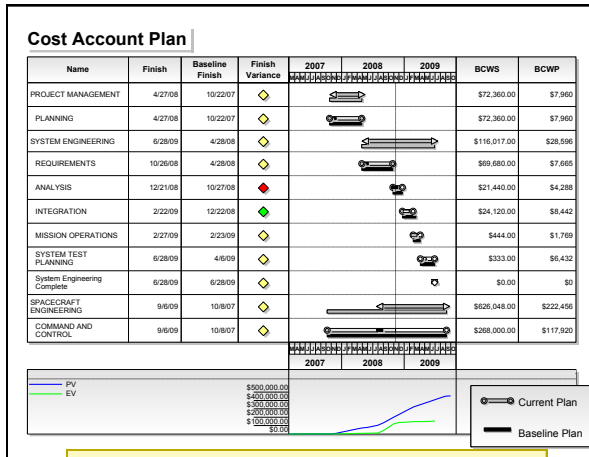 Cost Account Plan
Name Finish Baseline Finish Finish Variance 2007 2008 2009 BCWS BCWP
M A M J J A S O N D J F M A M J J A S O N D J F M A M J J A S O
PROJECT MANAGEMENT 4/27/08 10/22/07 $72,360.00 $7,960
PLANNING 4/27/08 10/22/07 $72,360.00 $7,960
SYSTEM ENGINEERING 6/28/09 4/28/08 $116,017.00 $28,596
REQUIREMENTS 10/26/08 4/28/08 $69,680.00 $7,665
ANALYSIS 12/21/08 10/27/08 $21,440.00 $4,288
INTEGRATION 2/22/09 12/22/08 $24,120.00 $8,442
MISSION OPERATIONS 2/27/09 2/23/09 $444.00 $1,769
SYSTEM TEST PLANNING 6/28/09 4/6/09 $333.00 $6,432
System Engineering Complete 6/28/09 6/28/09 $0.00 $0
SPACECRAFT ENGINEERING 9/6/09 10/8/07 $626,048.00 $222,456
COMMAND AND CONTROL 9/6/09 10/8/07 $268,000.00 $117,920
M A M J J A S O N D J F M A M J J A S O N D J F M A M J J A S O
2007 2008 2009
PV
EV
$500,000.00
$400,000.00
$300,000.00
$200,000.00
$100,000.00
$0.00
Current Plan
Baseline Plan